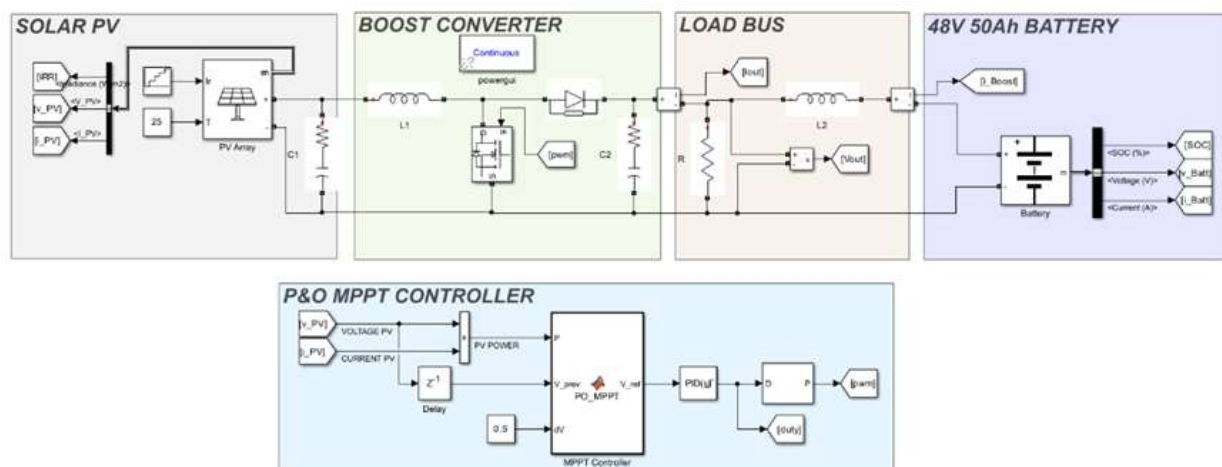 SOLAR PV
[IRR]
[v_PV]
<V_PV>
[i_PV]
<I_PV>
25
Ir
T
m
+
-
PV Array
C1
BOOST CONVERTER
Continuous
powergui
L1
[pwm]
C2
LOAD BUS
[Iout]
L2
R
[Vout]
48V 50Ah BATTERY
[i_Boost]
+
-
m
Battery
<SOC (%)>
<Voltage (V)>
<Current (A)>
[SOC]
[v_Batt]
[i_Batt]
P&O MPPT CONTROLLER
[v_PV]
VOLTAGE PV
[i_PV]
CURRENT PV
PV POWER
Z-1
Delay
0.5
P
V_prev
dV
PO_MPPT
V_ref
MPPT Controller
PID(s)
D
P
[pwm]
[duty]